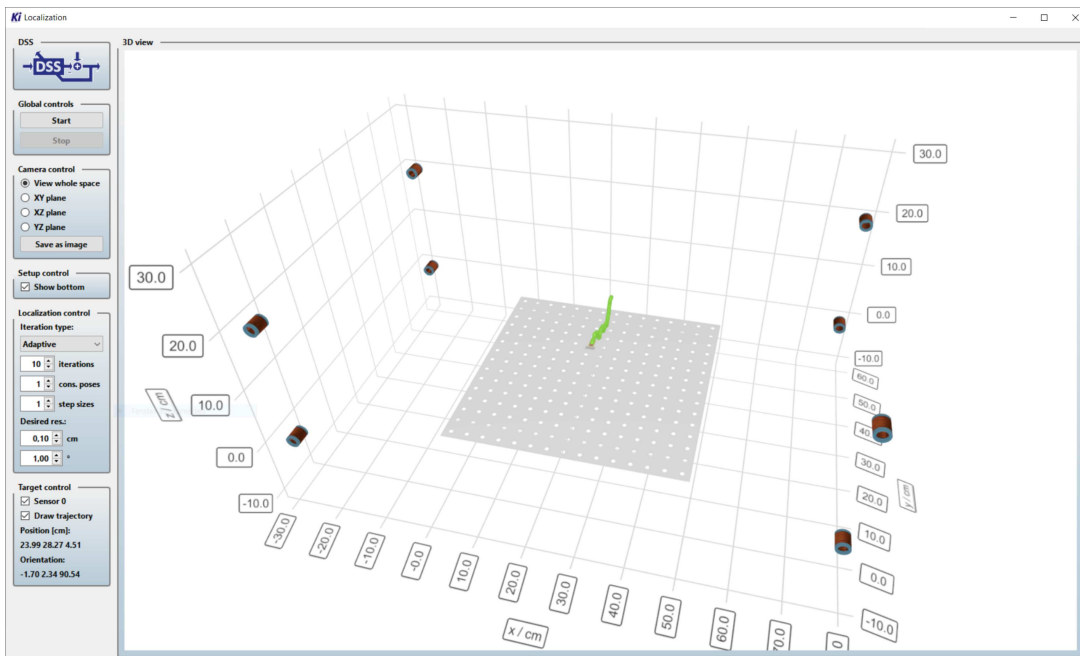 Ki Localization
DSS
DSS
Global controls
Start
Stop
Camera control
View whole space
XY plane
XZ plane
YZ plane
Save as image
Setup control
Show bottom
Localization control
Iteration type:
Adaptive
10 iterations
1 cons. poses
1 step sizes
Desired res.:
0,10 cm
1,00 °
Target control
Sensor 0
Draw trajectory
Position [cm]:
23.99 28.27 4.51
Orientation:
-1.70 2.34 90.54
3D view
30.0
20.0
10.0
0.0
-10.0
z / cm
30.0
20.0
10.0
0.0
-10.0
60.0
50.0
40
30.0
20.0
10.0
0.0
-10.0
y / cm
-30.0
-20.0
-10.0
-0.0
10.0
20.0
30.0
40.0
50.0
60.0
70.0
x / cm